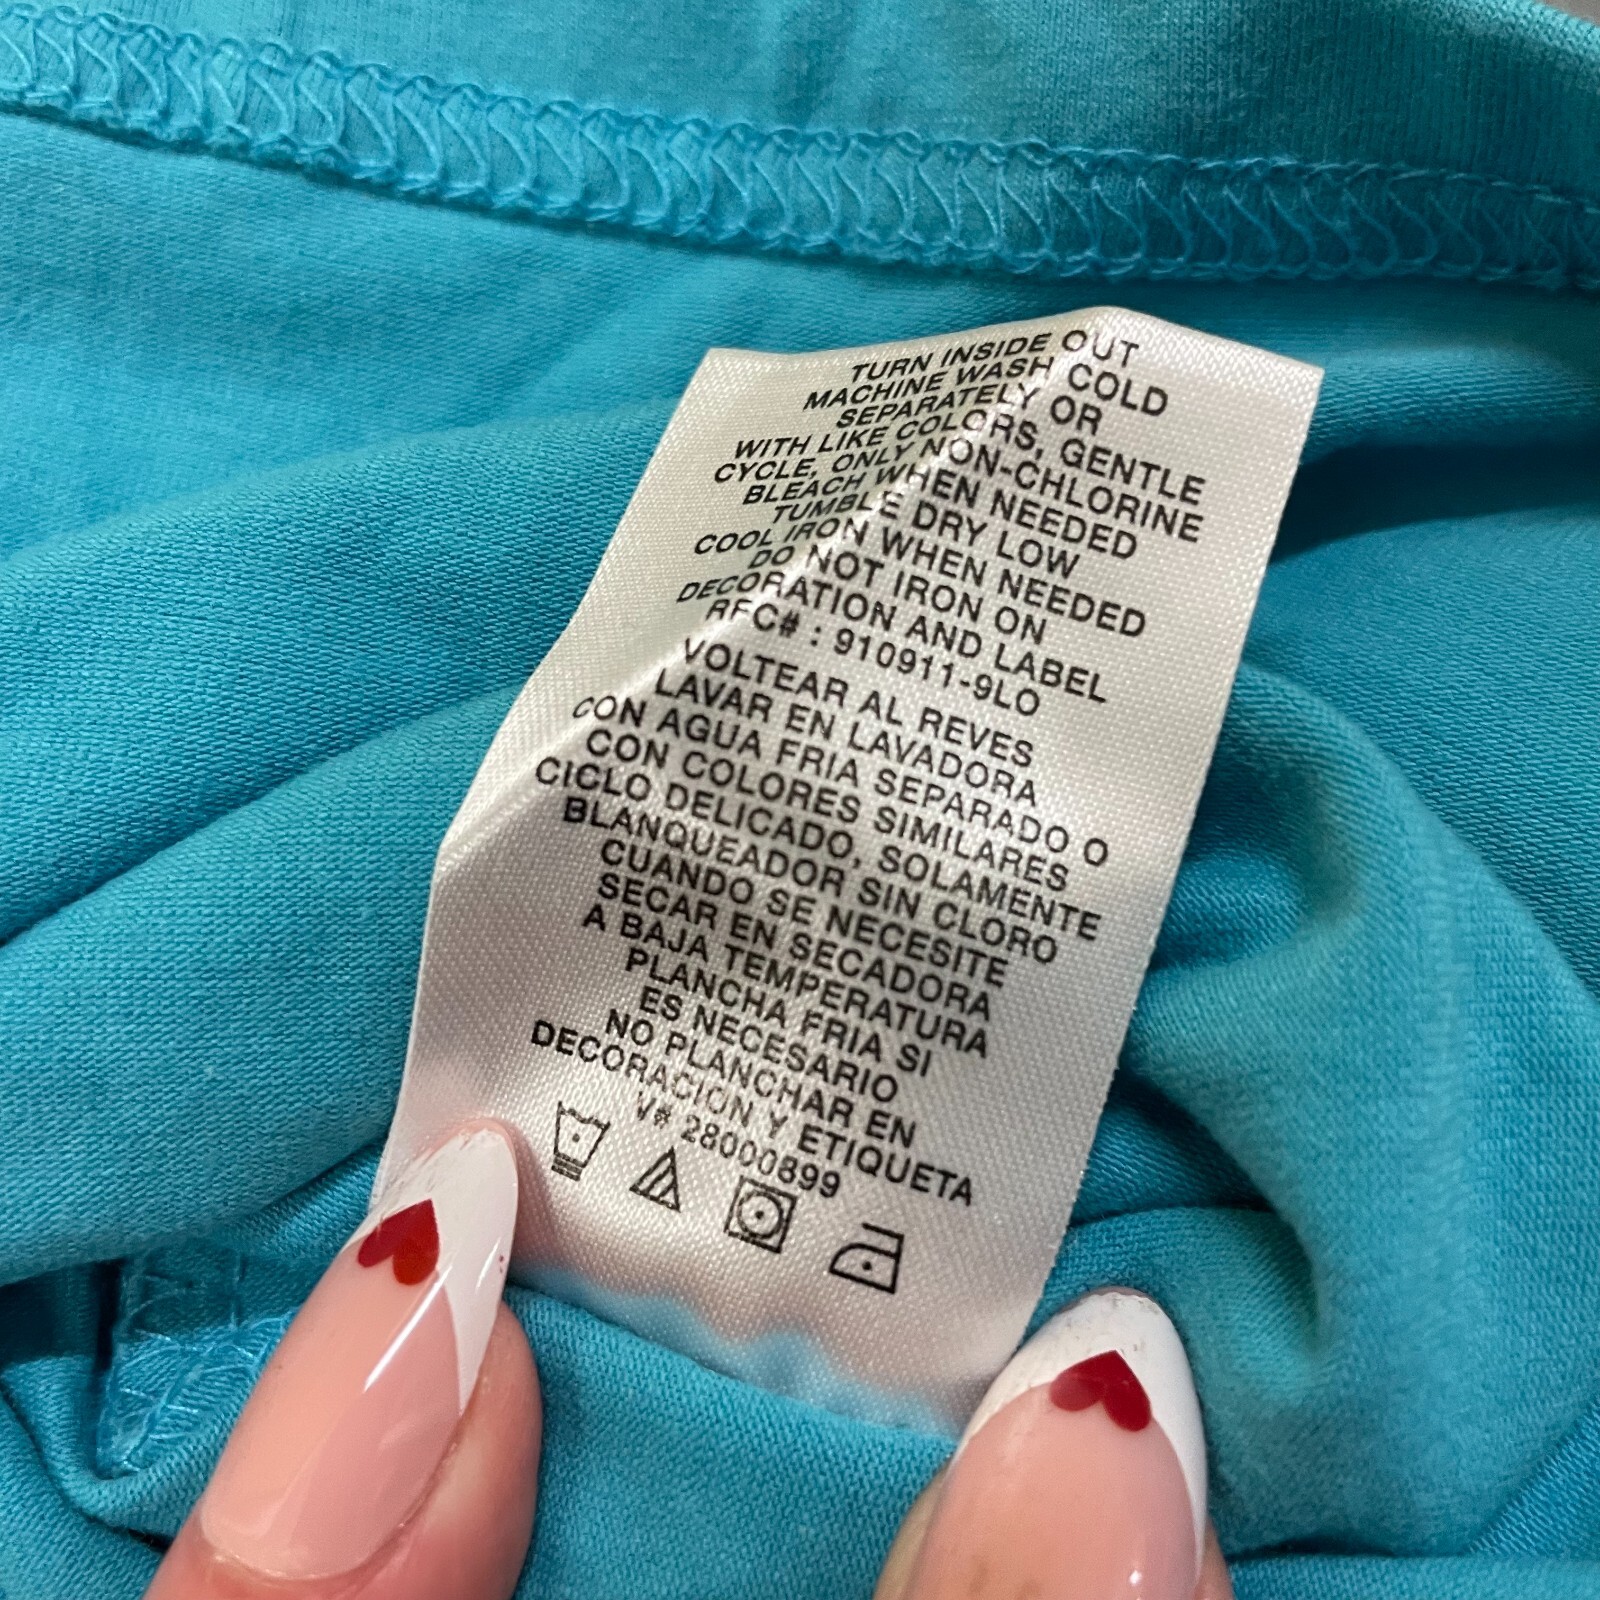 TURN INSIDE OUT
MACHINE WASH COLD
SEPARATELY OR
WITH LIKE COLORS, GENTLE
CYCLE, ONLY NON-CHLORINE
BLEACH WHEN NEEDED
TUMBLE DRY LOW
COOL IRON WHEN NEEDED
DO NOT IRON ON
DECORATION AND LABEL
RFC# : 910911-9LO
VOLTEAR AL REVES
LAVAR EN LAVADORA
CON AGUA FRIA SEPARADO O
CON COLORES SIMILARES
CICLO DELICADO, SOLAMENTE
BLANQUEADOR SIN CLORO
CUANDO SE NECESITE
SECAR EN SECADORA
A BAJA TEMPERATURA
PLANCHA FRIA SI
ES NECESARIO
NO PLANCHAR EN
DECORACION Y ETIQUETA
V# 28000899